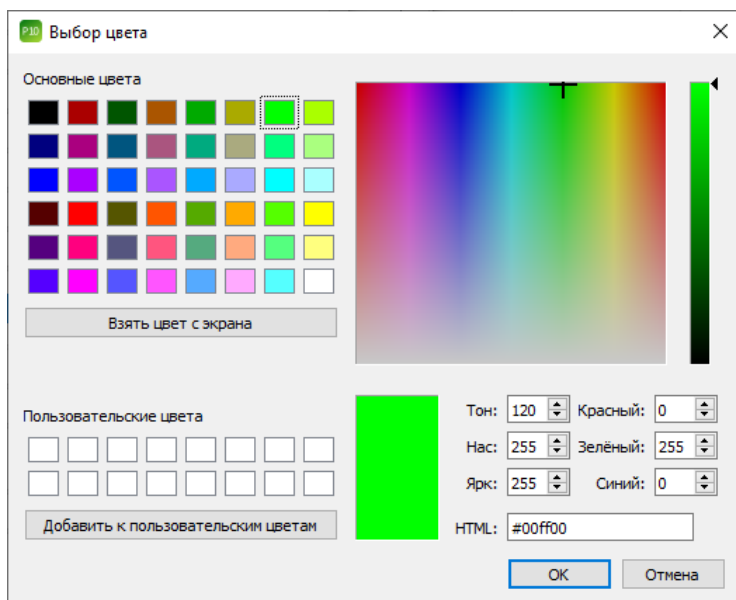 P10 Выбор цвета
Основные цвета
Взять цвет с экрана
Пользовательские цвета
Добавить к пользовательским цветам
Тон: 120 Красный: 0
Нас: 255 Зелёный: 255
Ярк: 255 Синий: 0
HTML: #00ff00
OK Отмена